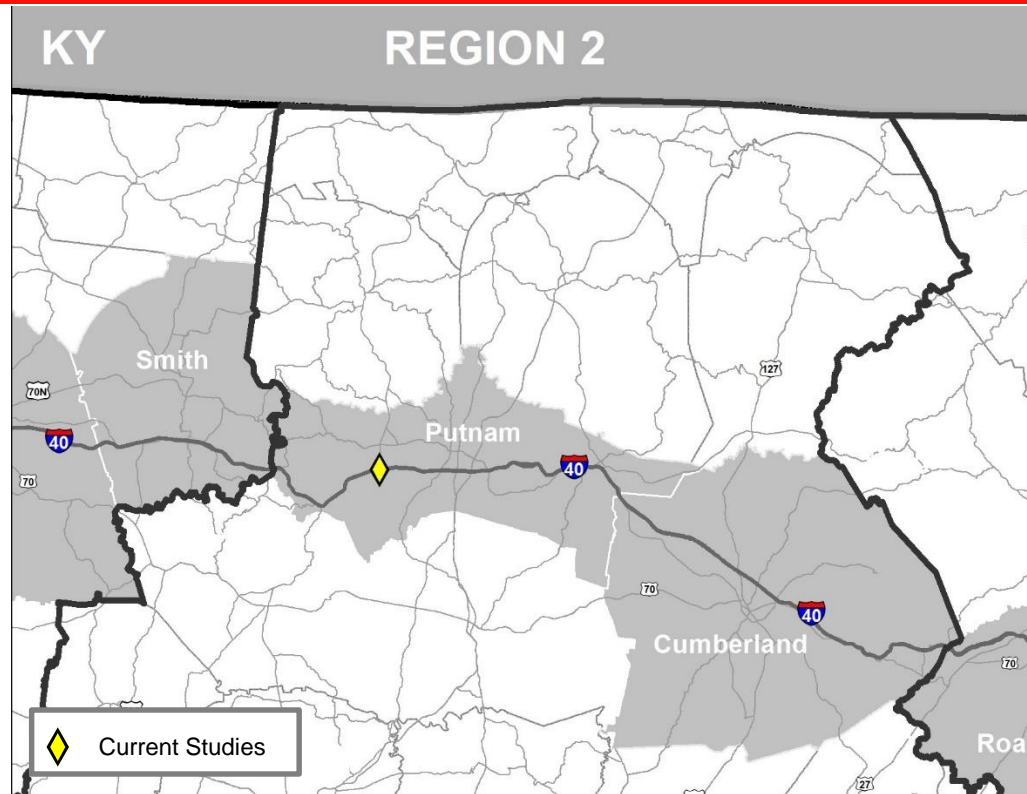 KY
REGION 2
Smith
127
70N
Putnam
40
40
70
70
40
Cumberland
70
Current Studies
Roa
27